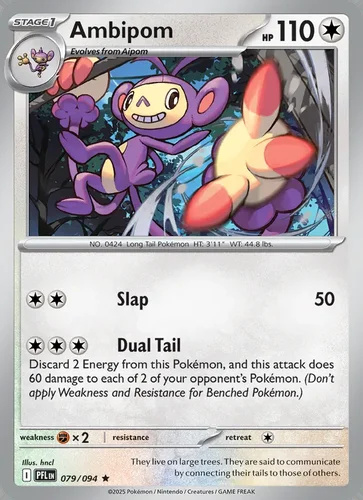 STAGE1
Ambipom
HP 110
Evolves from Aipom
NO. 0424 Long Tail Pokémon HT: 3'11" WT: 44.8 lbs.
Slap 50
Dual Tail
Discard 2 Energy from this Pokémon, and this attack does
60 damage to each of 2 of your opponent's Pokémon. (Don't
apply Weakness and Resistance for Benched Pokémon.)
weakness ×2 resistance retreat
Illus. hncl
I PFL EN 079/094 ★
They live on large trees. They are said to communicate
by connecting their tails to those of others.
©2025 Pokémon / Nintendo / Creatures / GAME FREAK